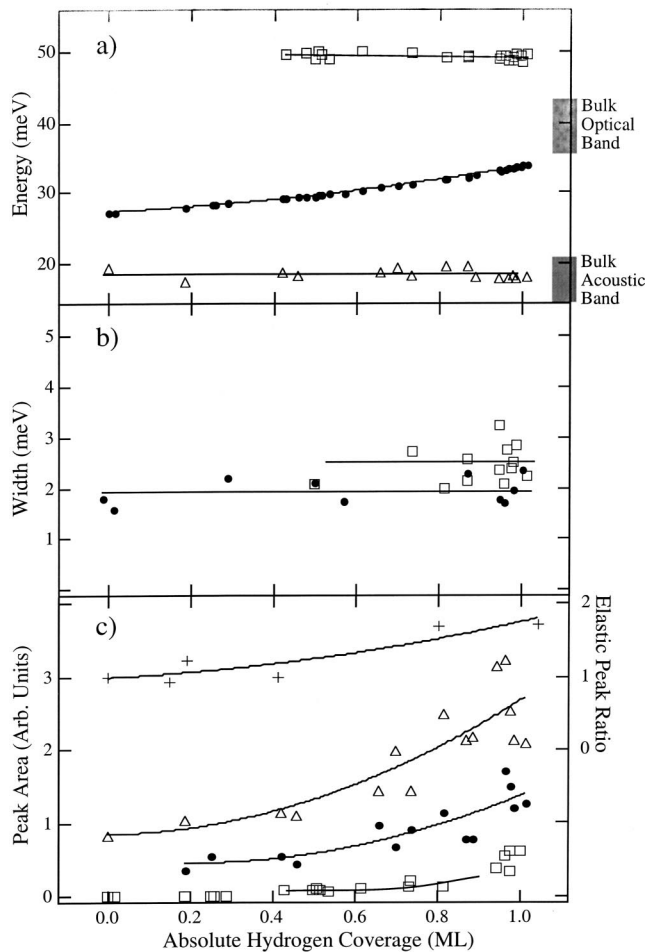 a)
60
50
40
30
20
Energy (meV)
Bulk
Optical
Band
Bulk
Acoustic
Band
b)
5
4
3
2
1
Width (meV)
c)
3
2
1
0
Peak Area (Arb. Units)
2
1
0
Elastic Peak Ratio
0.0 0.2 0.4 0.6 0.8 1.0
Absolute Hydrogen Coverage (ML)